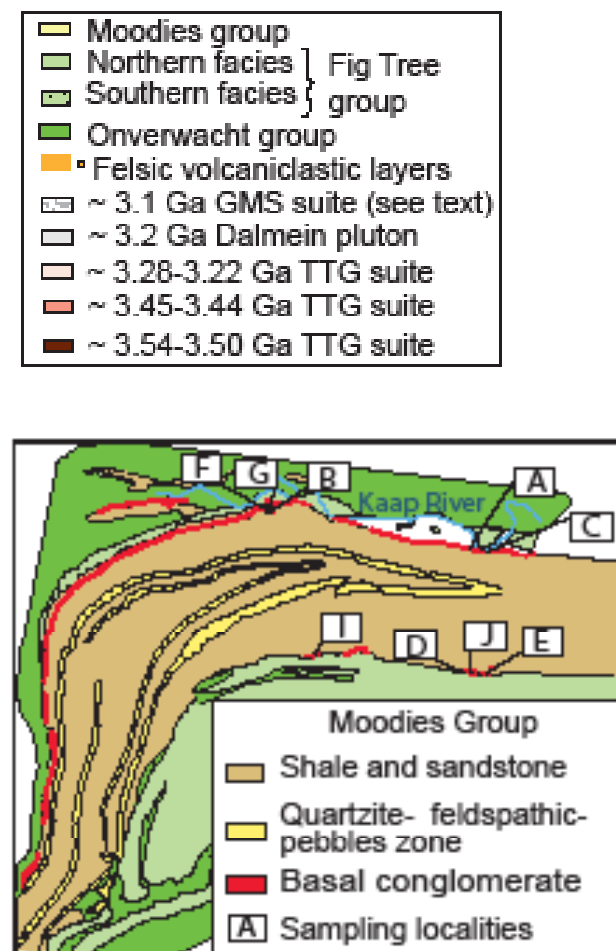 Moodies group
Northern facies } Fig Tree
Southern facies } group
Onverwacht group
Felsic volcaniclastic layers
~ 3.1 Ga GMS suite (see text)
~ 3.2 Ga Dalmein pluton
~ 3.28-3.22 Ga TTG suite
~ 3.45-3.44 Ga TTG suite
~ 3.54-3.50 Ga TTG suite
F
G
B
A
Kaap River
C
I
D
J
E
Moodies Group
Shale and sandstone
Quartzite- feldspathic-
pebbles zone
Basal conglomerate
A Sampling localities